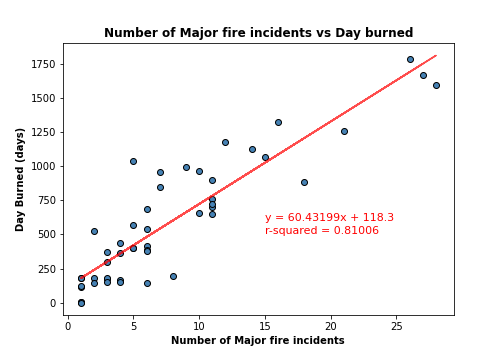 Number of Major fire incidents vs Day burned
Day Burned (days)
1750
1500
1250
1000
750
500
250
0
y = 60.43199x + 118.3
r-squared = 0.81006
0 5 10 15 20 25
Number of Major fire incidents